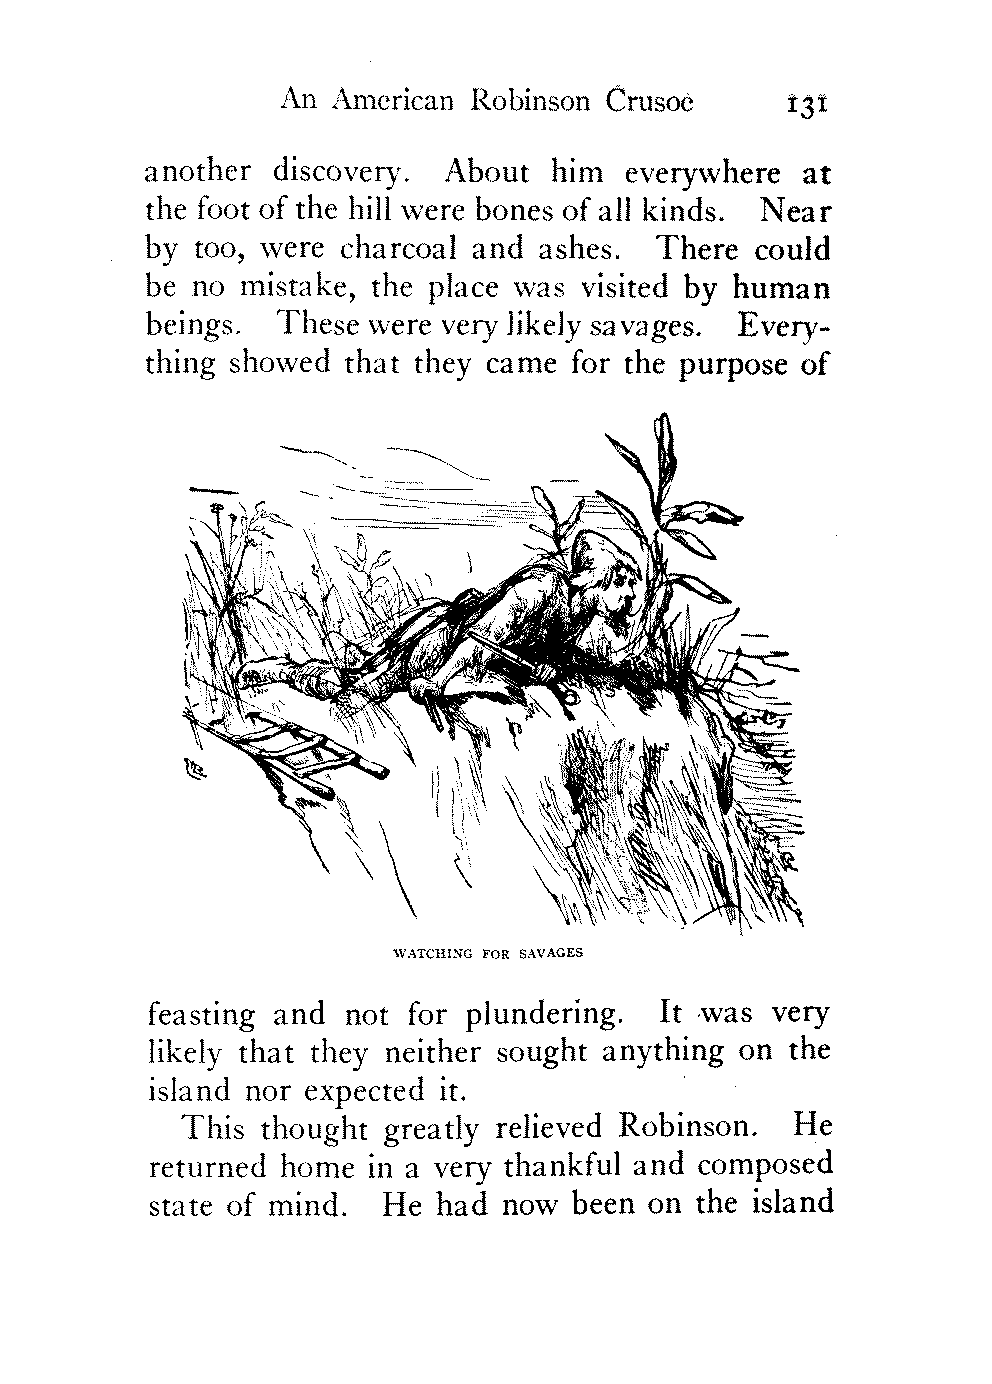 An American Robinson Crusoe 131
another discovery. About him everywhere at
the foot of the hill were bones of all kinds. Near
by too, were charcoal and ashes. There could
be no mistake, the place was visited by human
beings. These were very likely savages. Every-
thing showed that they came for the purpose of
WATCHING FOR SAVAGES
feasting and not for plundering. It was very
likely that they neither sought anything on the
island nor expected it.
This thought greatly relieved Robinson. He
returned home in a very thankful and composed
state of mind. He had now been on the island